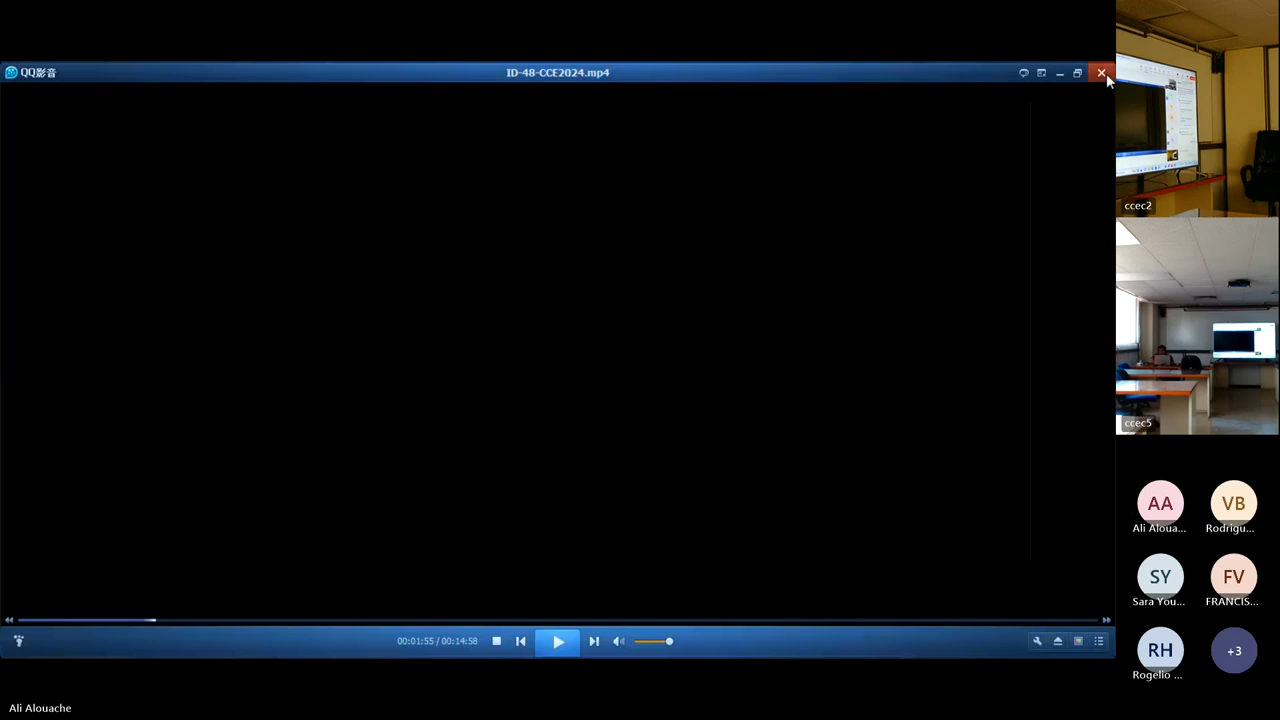 QQ影音
ID-48-CCE2024.mp4
ccec2
ccec5
AA
VB
Ali Aloua...
Rodrigu...
SY
FV
Sara You...
FRANCIS...
RH
+3
Rogelio ...
00:01:55 / 00:14:58
Ali Alouache